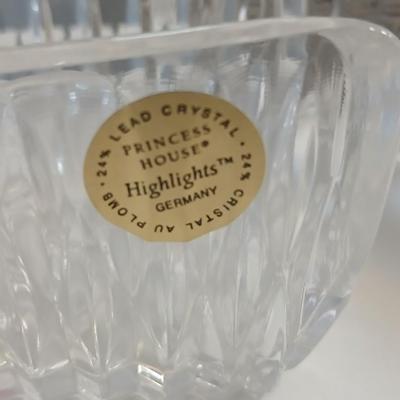 24% LEAD CRYSTAL •
PRINCESS
HOUSE®
Highlights™
GERMANY
24% CRISTAL AU PLOMB •